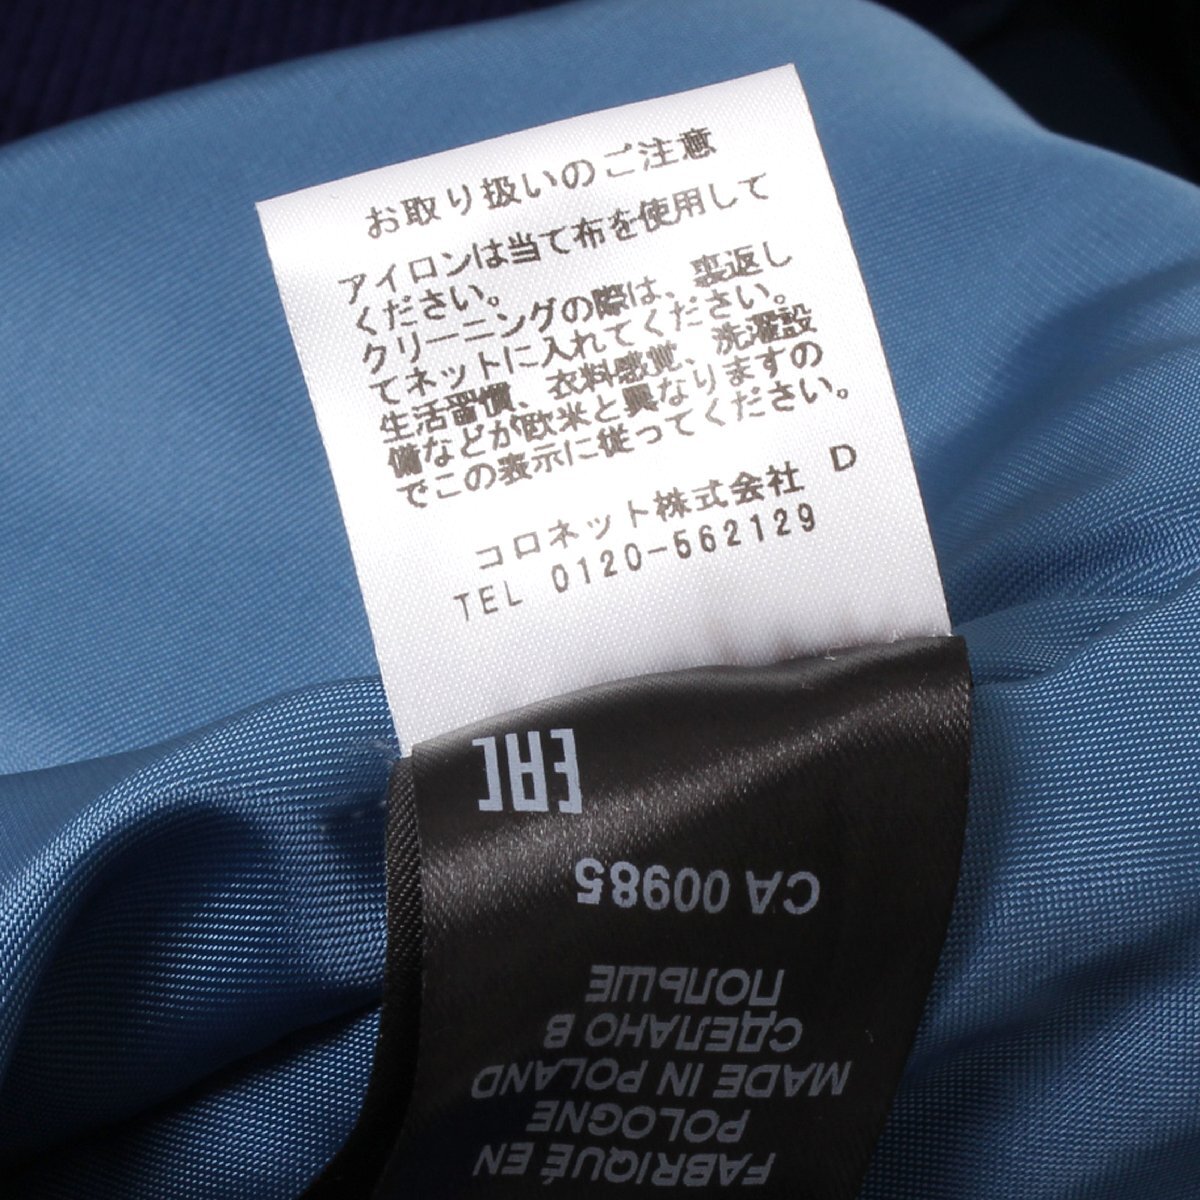 お取り扱いのご注意
アイロンは当て布を使用して
ください。
クリーニングの際は、裏返し
てネットに入れてください。
生活習慣、衣料感覚、洗濯設
備などが欧米と異なりますの
でこの表示に従ってください。
コロネット株式会社 D
TEL 0120-562129
FABRIQUÉ EN
POLOGNE
MADE IN POLAND
СДЕЛАНО В
ПОЛЬШЕ
CA 00985
EAC